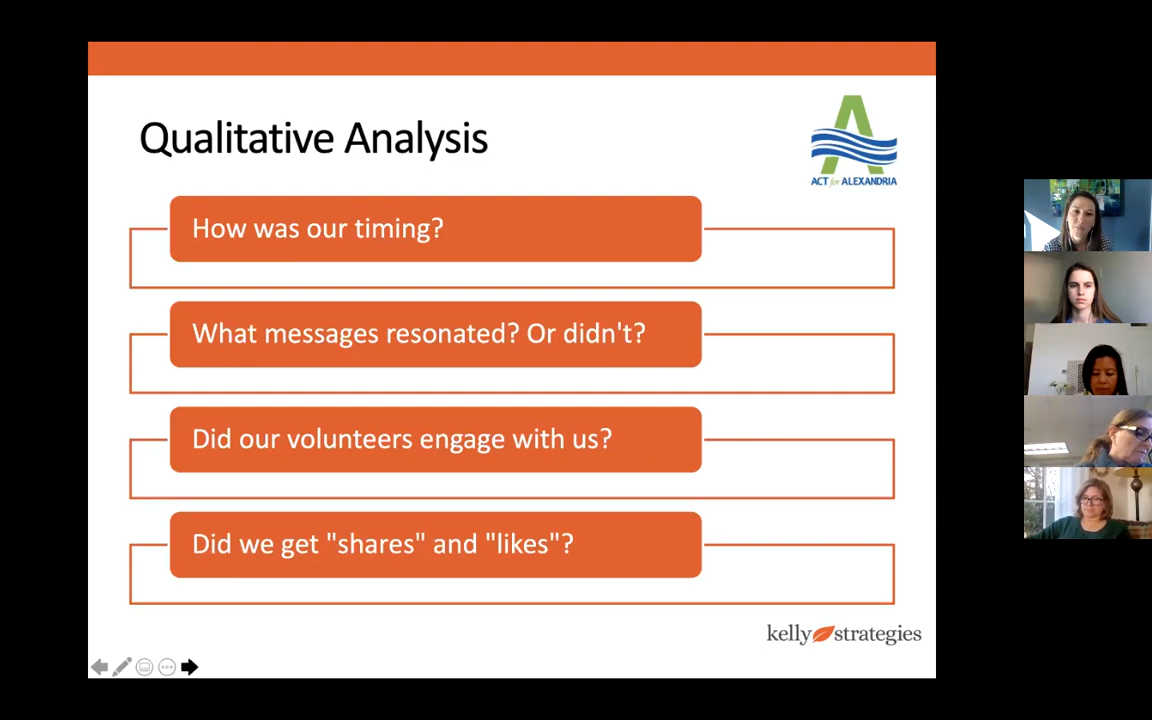 Qualitative Analysis
ACT for ALEXANDRIA
How was our timing?
What messages resonated? Or didn't?
Did our volunteers engage with us?
Did we get "shares" and "likes"?
kelly strategies